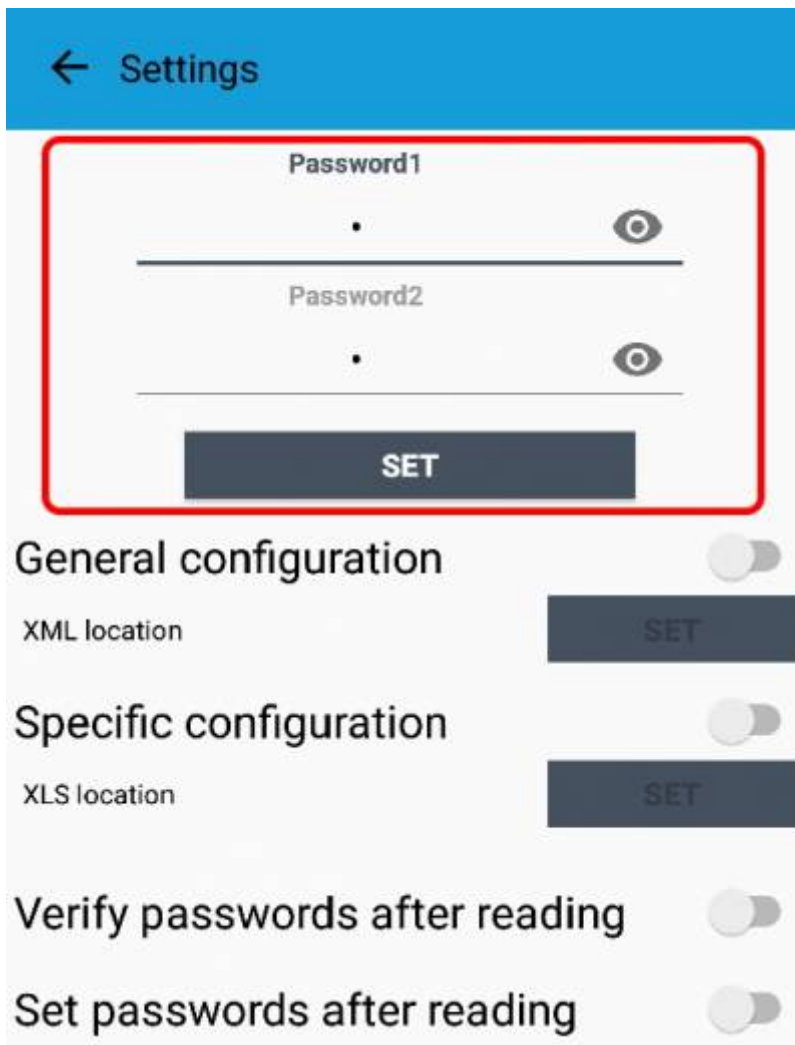 Settings
Password1
•
Password2
•
SET
General configuration
XML location
SET
Specific configuration
XLS location
SET
Verify passwords after reading
Set passwords after reading